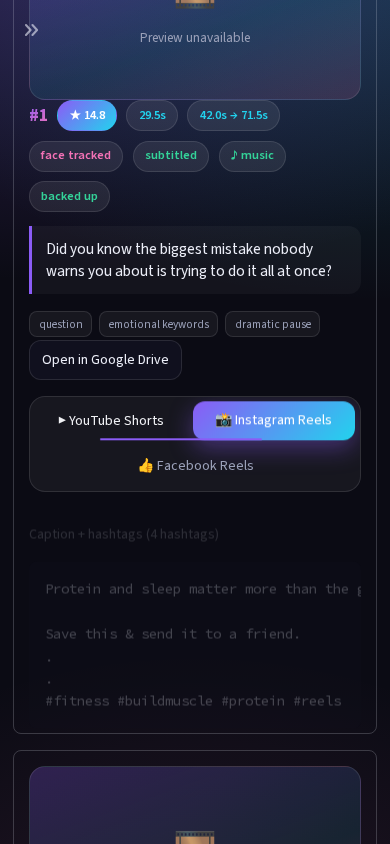 Preview unavailable
#1 ★ 14.8 29.5s 42.0s → 71.5s
face tracked subtitled ♪ music
backed up
Did you know the biggest mistake nobody
warns you about is trying to do it all at once?
question emotional keywords dramatic pause
Open in Google Drive
▶ YouTube Shorts 📸 Instagram Reels
👍 Facebook Reels
Caption + hashtags (4 hashtags)
Protein and sleep matter more than the
Save this & send it to a friend.
.
.
#fitness #buildmuscle #protein #reels